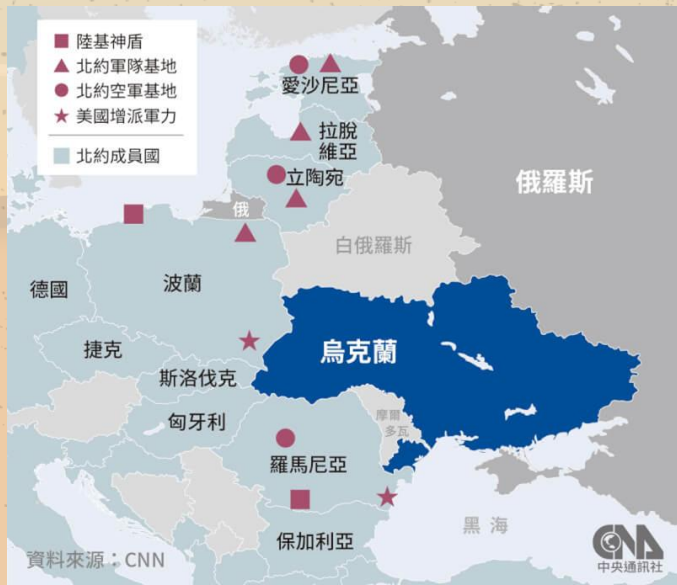 陸基神盾
北約軍隊基地
北約空軍基地
美國增派軍力
北約成員國
愛沙尼亞
拉脫
維亞
立陶宛
俄羅斯
俄
白俄羅斯
波蘭
德國
捷克
烏克蘭
斯洛伐克
匈牙利
摩爾
多瓦
羅馬尼亞
黑海
保加利亞
資料來源：CNN
CNA
中央通訊社